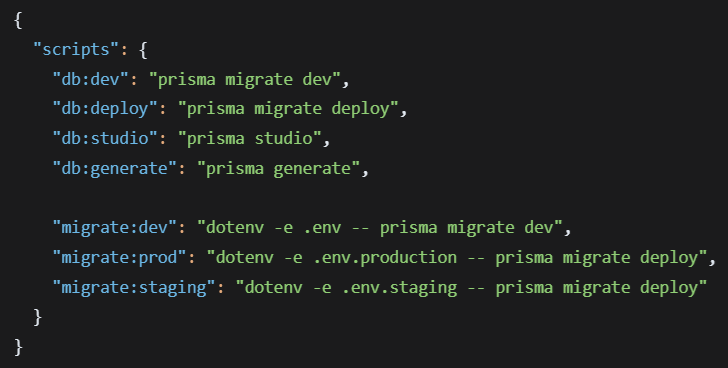 {
  "scripts": {
    "db:dev": "prisma migrate dev",
    "db:deploy": "prisma migrate deploy",
    "db:studio": "prisma studio",
    "db:generate": "prisma generate",

    "migrate:dev": "dotenv -e .env -- prisma migrate dev",
    "migrate:prod": "dotenv -e .env.production -- prisma migrate deploy",
    "migrate:staging": "dotenv -e .env.staging -- prisma migrate deploy"
  }
}